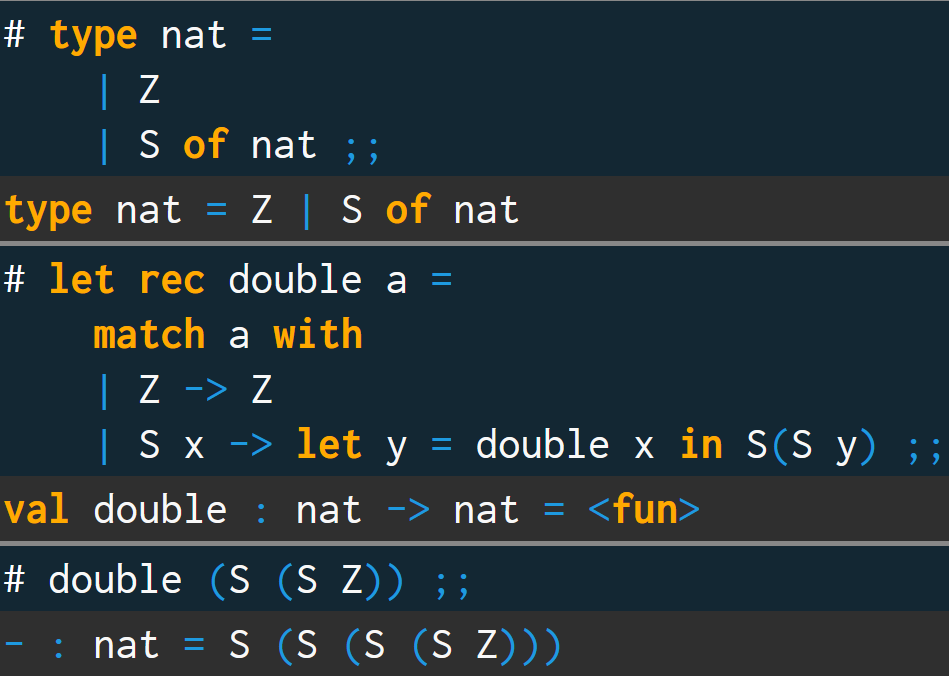 # type nat =
| Z
| S of nat ;;
type nat = Z | S of nat
# let rec double a =
match a with
| Z -> Z
| S x -> let y = double x in S(S y) ;;
val double : nat -> nat = <fun>
# double (S (S Z)) ;;
- : nat = S (S (S (S Z)))